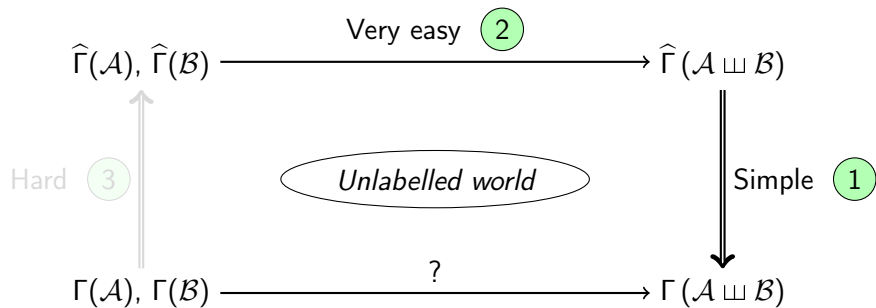 Very easy 2
Γ̂(𝒜), Γ̂(ℬ) Γ̂ (𝒜 ⧢ ℬ)
Hard 3 Unlabelled world Simple 1
?
Γ(𝒜), Γ(ℬ) Γ (𝒜 ⧢ ℬ)